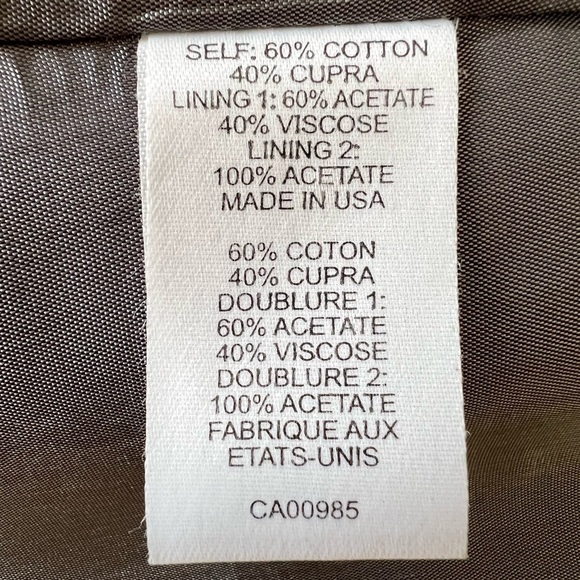 SELF: 60% COTTON
40% CUPRA
LINING 1: 60% ACETATE
40% VISCOSE
LINING 2:
100% ACETATE
MADE IN USA
60% COTON
40% CUPRA
DOUBLURE 1:
60% ACETATE
40% VISCOSE
DOUBLURE 2:
100% ACETATE
FABRIQUE AUX
ETATS-UNIS
CA00985